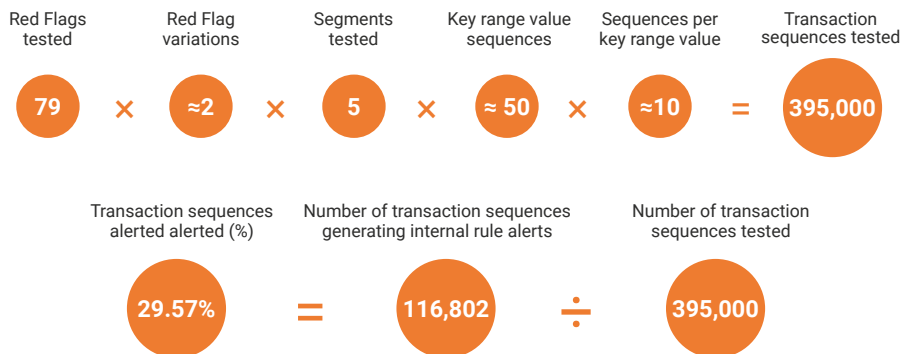 Red Flags
tested
Red Flag
variations
Segments
tested
Key range value
sequences
Sequences per
key range value
Transaction
sequences tested
79 × ≈2 × 5 × ≈ 50 × ≈10 = 395,000
Transaction sequences
alerted alerted (%)
Number of transaction sequences
generating internal rule alerts
Number of transaction
sequences tested
29.57% = 116,802 ÷ 395,000